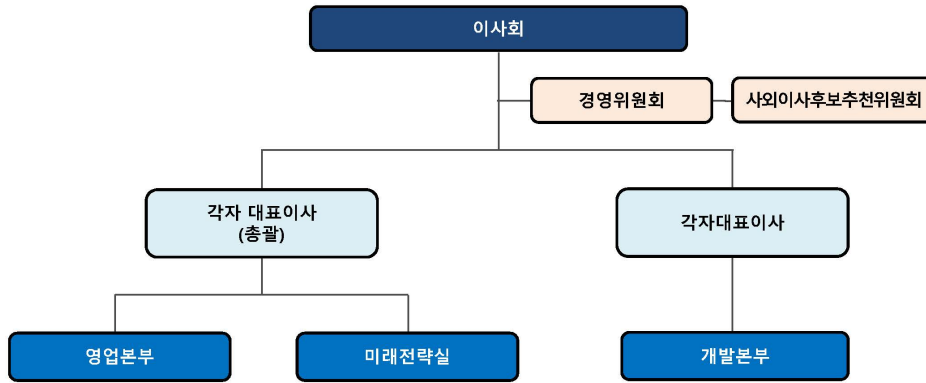 이사회
경영위원회
사외이사후보추천위원회
각자 대표이사
(총괄)
각자대표이사
영업본부
미래전략실
개발본부